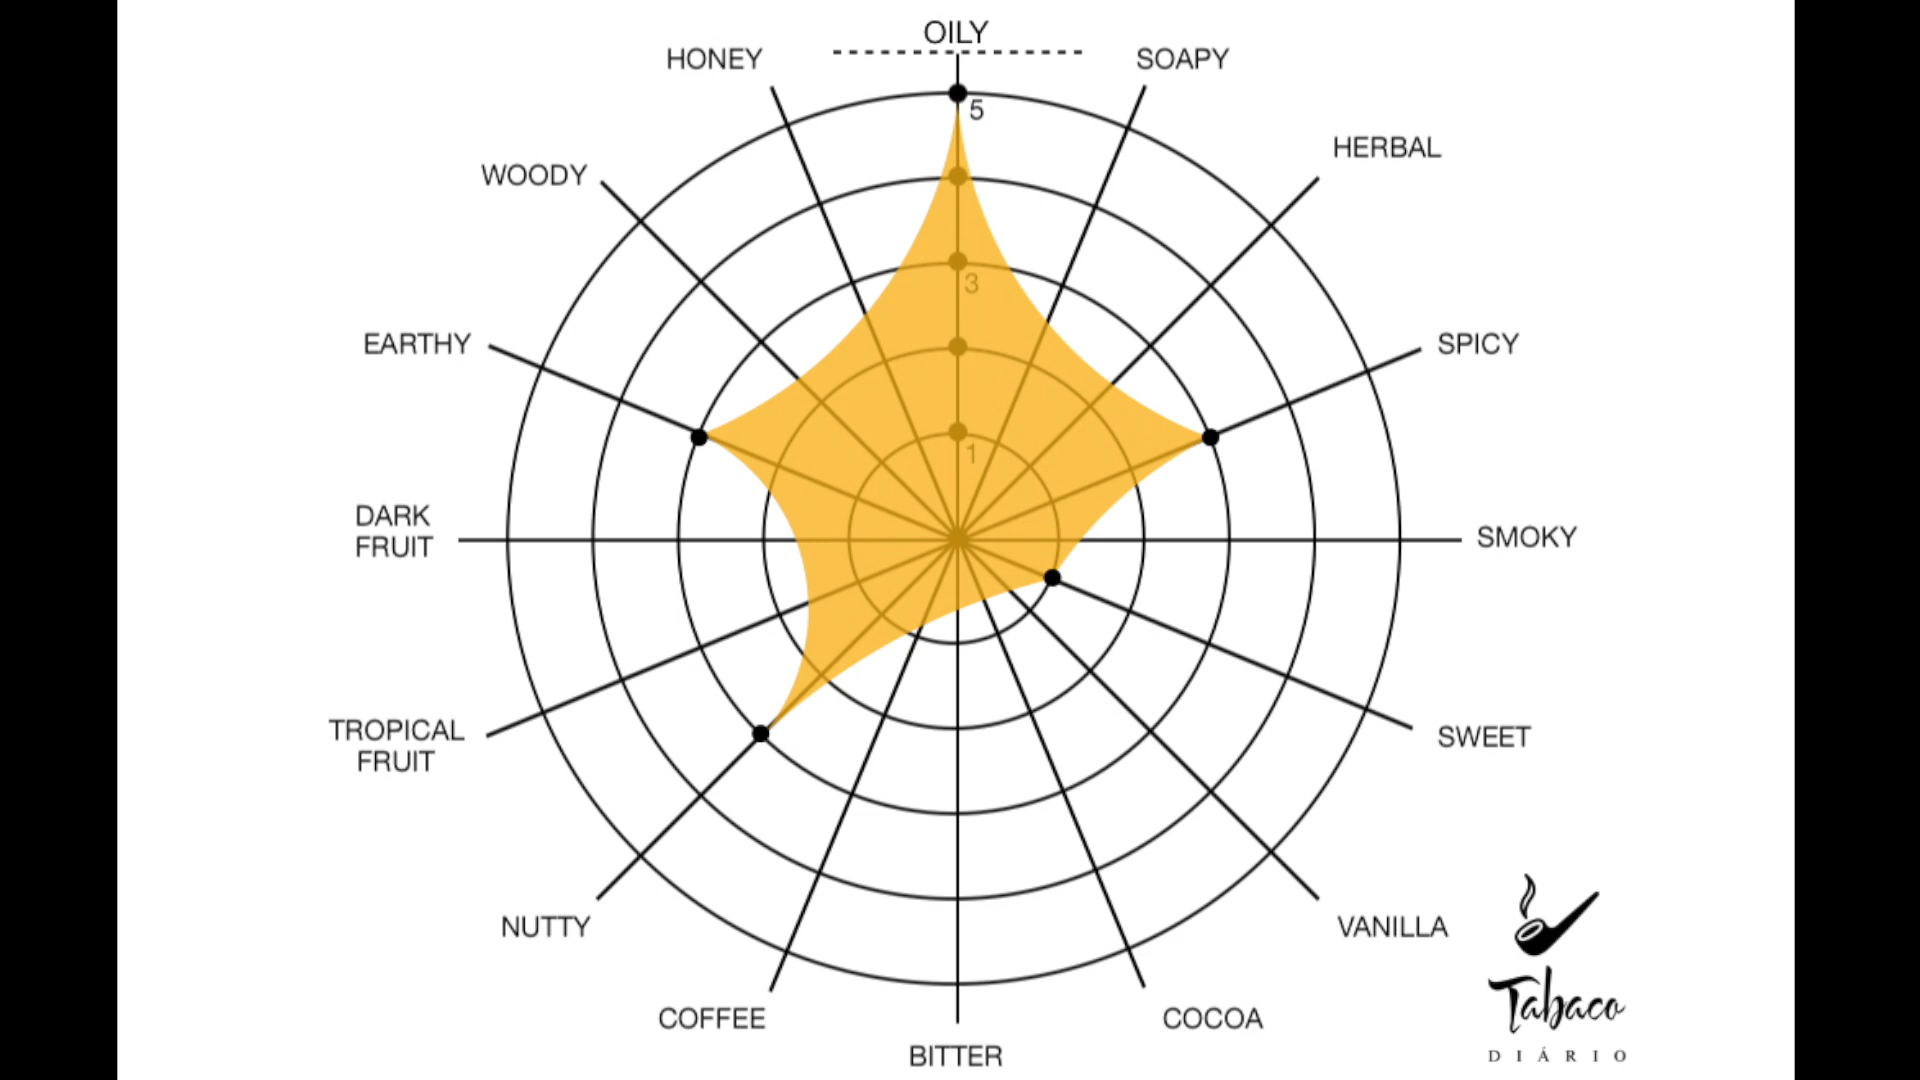 OILY
HONEY
SOAPY
5
HERBAL
WOODY
3
EARTHY
SPICY
1
DARK
FRUIT
SMOKY
TROPICAL
FRUIT
SWEET
NUTTY
VANILLA
COFFEE
COCOA
BITTER
Tabaco
DIÁRIO